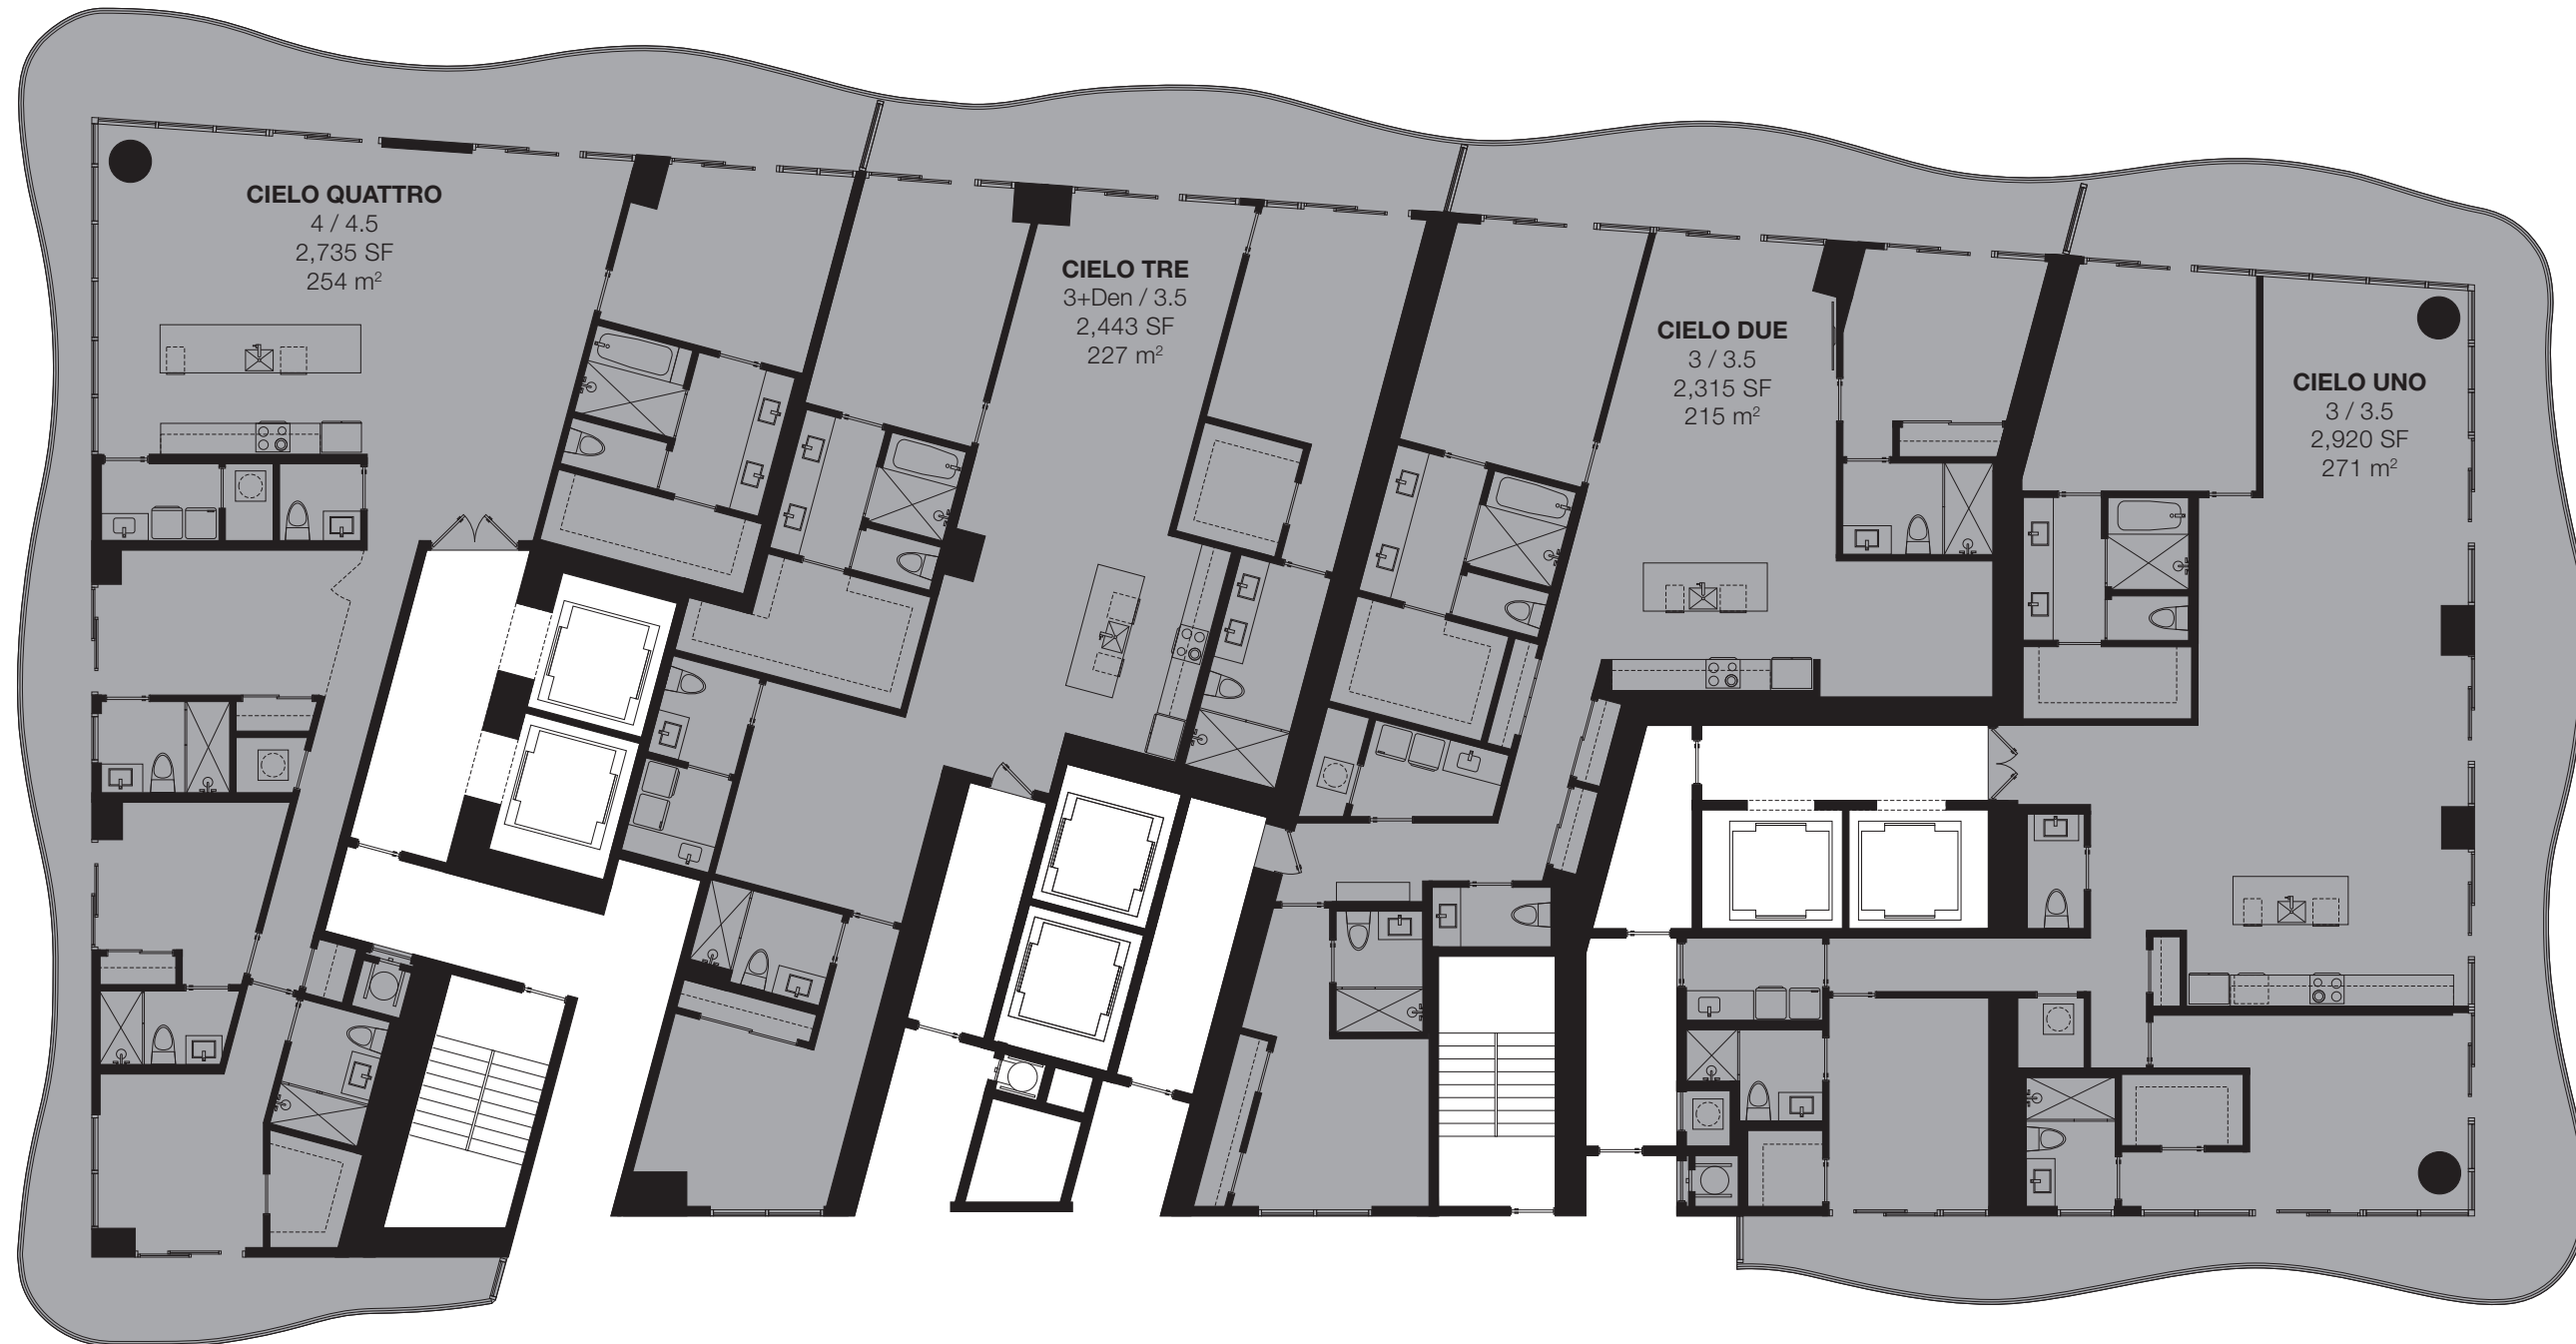 CIELO QUATTRO
4 / 4.5
2,735 SF
254 m²
CIELO TRE
3+Den / 3.5
2,443 SF
227 m²
CIELO DUE
3 / 3.5
2,315 SF
215 m²
CIELO UNO
3 / 3.5
2,920 SF
271 m²